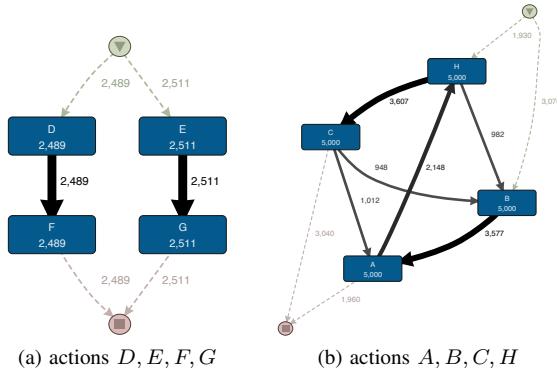 2,489
2,511
D
2,489
E
2,511
2,489
2,511
F
2,489
G
2,511
2,489
2,511
(a) actions D, E, F, G
1,930
H
5,000
3,607
3,070
C
5,000
982
948
2,148
1,012
B
5,000
3,040
3,577
A
5,000
1,960
(b) actions A, B, C, H